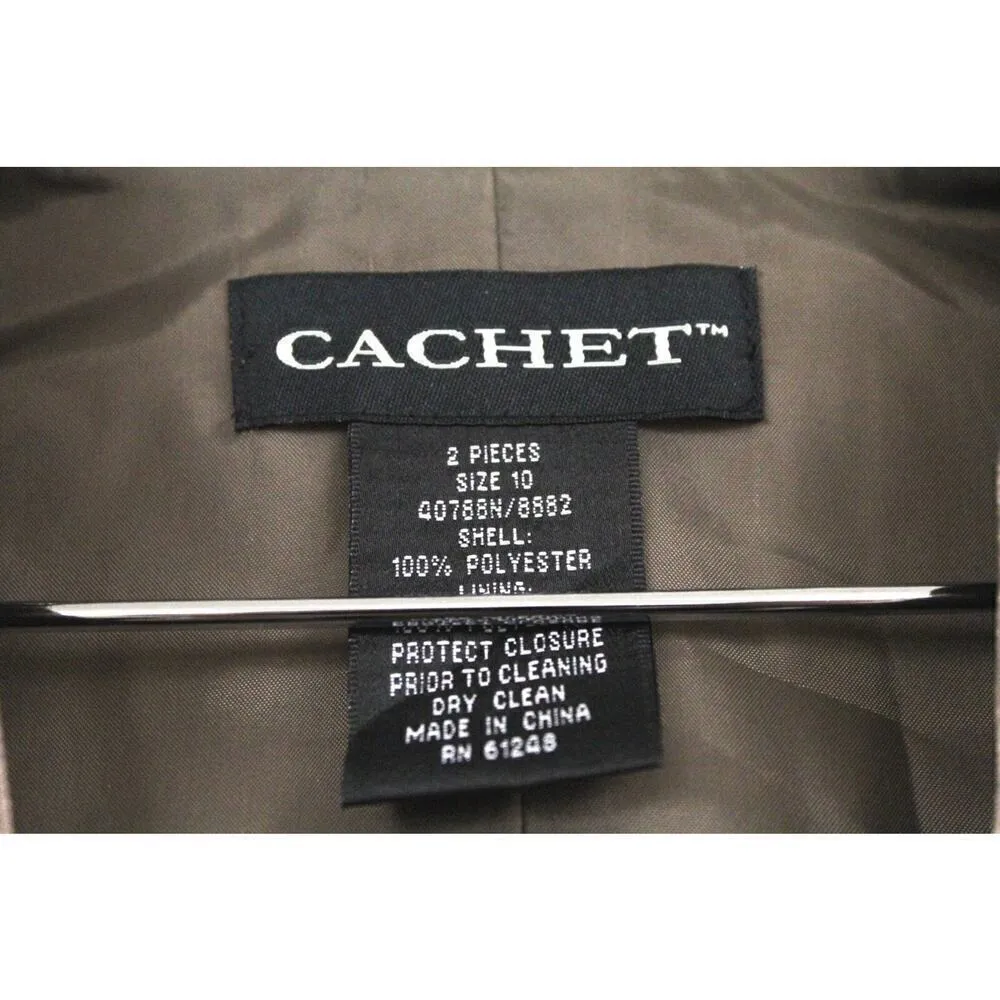 CACHET™
2 PIECES
SIZE 10
40788N/8882
SHELL:
100% POLYESTER
LINING:
PROTECT CLOSURE
PRIOR TO CLEANING
DRY CLEAN
MADE IN CHINA
RN 61248